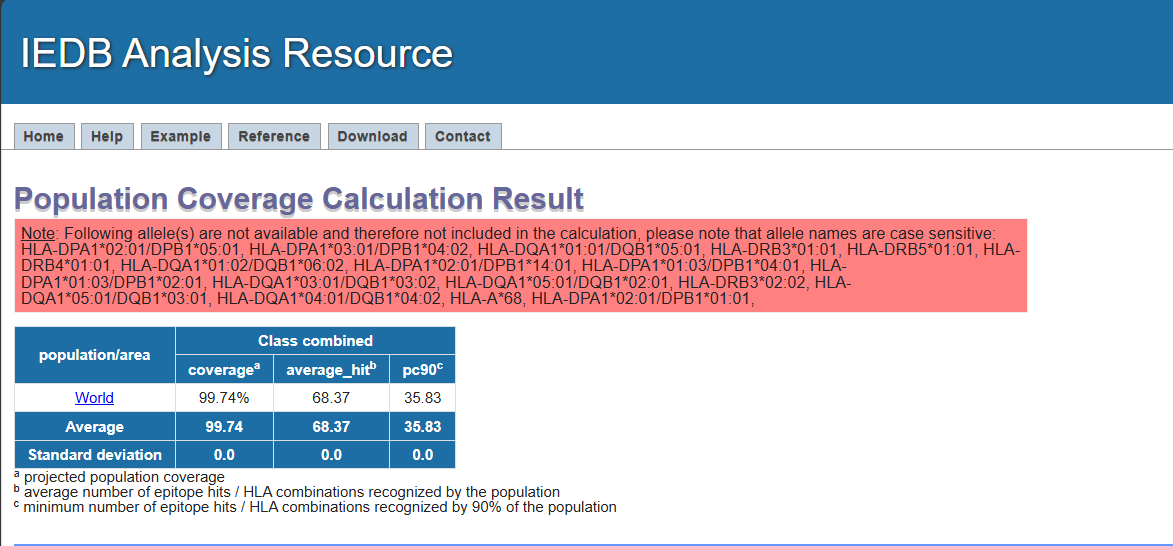 IEDB Analysis Resource
Home Help Example Reference Download Contact
Population Coverage Calculation Result
Note: Following allele(s) are not available and therefore not included in the calculation, please note that allele names are case sensitive:
HLA-DPA1*02:01/DPB1*05:01, HLA-DPA1*03:01/DPB1*04:02, HLA-DQA1*01:01/DQB1*05:01, HLA-DRB3*01:01, HLA-DRB5*01:01, HLA-
DRB4*01:01, HLA-DQA1*01:02/DQB1*06:02, HLA-DPA1*02:01/DPB1*14:01, HLA-DPA1*01:03/DPB1*04:01, HLA-
DPA1*01:03/DPB1*02:01, HLA-DQA1*03:01/DQB1*03:02, HLA-DQA1*05:01/DQB1*02:01, HLA-DRB3*02:02, HLA-
DQA1*05:01/DQB1*03:01, HLA-DQA1*04:01/DQB1*04:02, HLA-A*68, HLA-DPA1*02:01/DPB1*01:01,
population/area Class combined
coverage^a average_hit^b pc90^c
World 99.74% 68.37 35.83
Average 99.74 68.37 35.83
Standard deviation 0.0 0.0 0.0
a projected population coverage
b average number of epitope hits / HLA combinations recognized by the population
c minimum number of epitope hits / HLA combinations recognized by 90% of the population